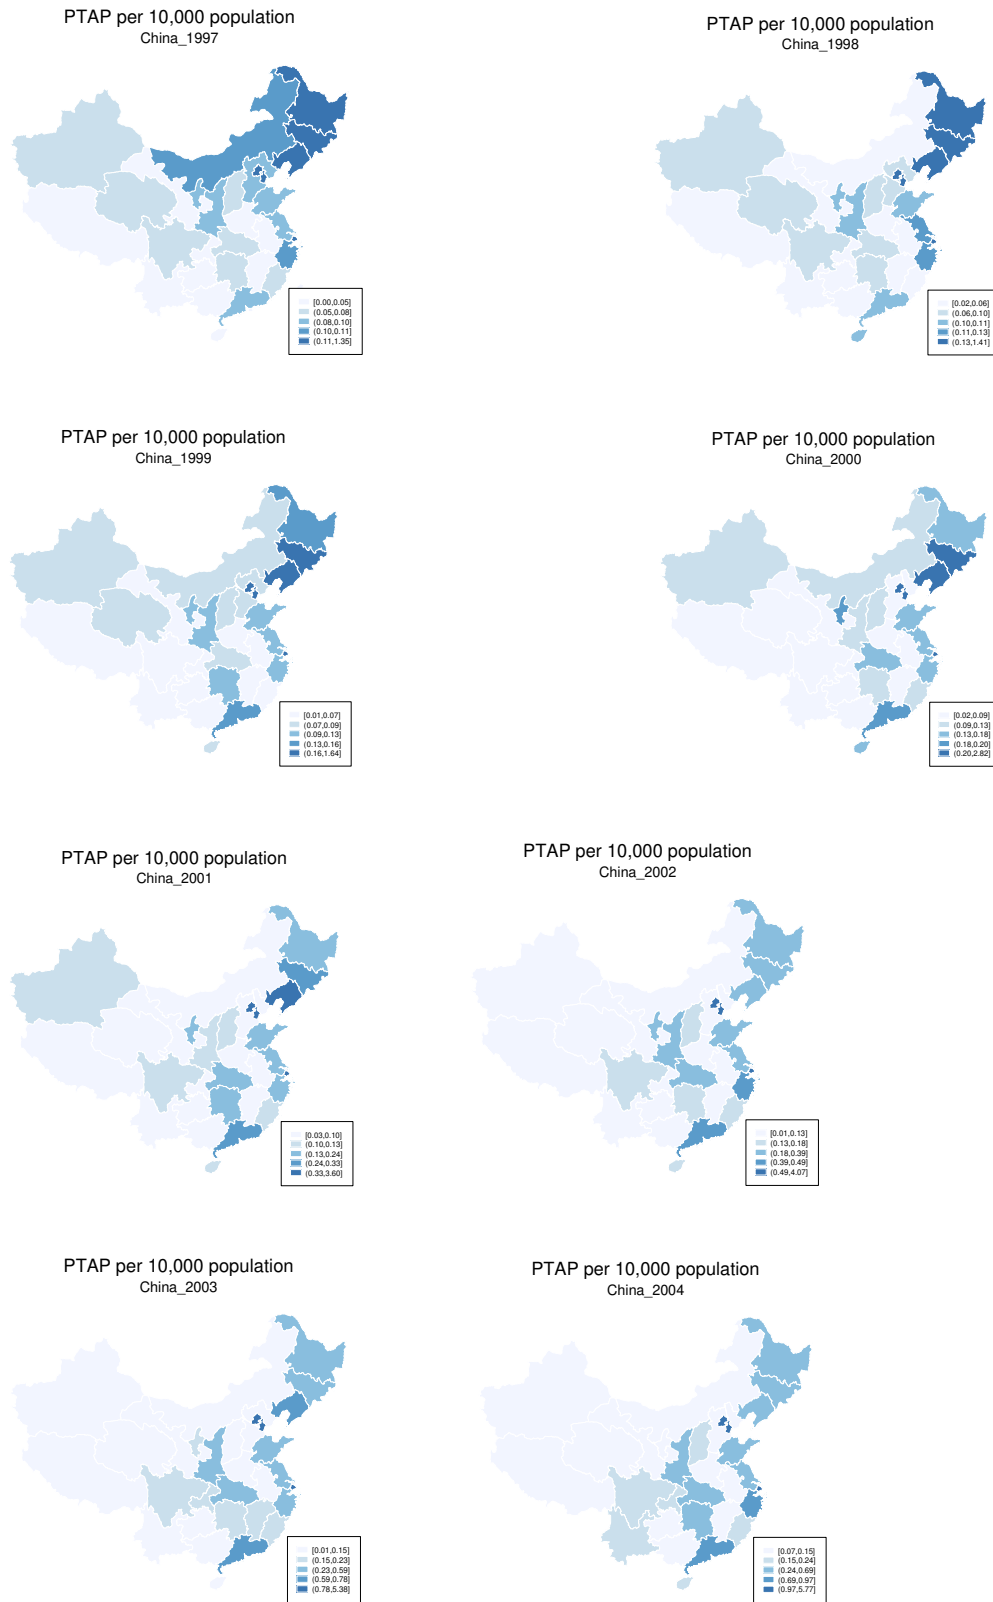 PTAP per 10,000 population
China_1997
[0.00,0.05]
(0.05,0.08]
(0.08,0.10]
(0.10,0.11]
(0.11,1.35]
PTAP per 10,000 population
China_1998
[0.02,0.06]
(0.06,0.10]
(0.10,0.11]
(0.11,0.13]
(0.13,1.41]
PTAP per 10,000 population
China_1999
[0.01,0.07]
(0.07,0.09]
(0.09,0.13]
(0.13,0.16]
(0.16,1.64]
PTAP per 10,000 population
China_2000
[0.02,0.09]
(0.09,0.13]
(0.13,0.18]
(0.18,0.20]
(0.20,2.82]
PTAP per 10,000 population
China_2001
[0.03,0.10]
(0.10,0.13]
(0.13,0.24]
(0.24,0.33]
(0.33,3.60]
PTAP per 10,000 population
China_2002
[0.01,0.13]
(0.13,0.18]
(0.18,0.39]
(0.39,0.49]
(0.49,4.07]
PTAP per 10,000 population
China_2003
[0.01,0.15]
(0.15,0.23]
(0.23,0.59]
(0.59,0.78]
(0.78,5.38]
PTAP per 10,000 population
China_2004
[0.07,0.15]
(0.15,0.24]
(0.24,0.69]
(0.69,0.97]
(0.97,5.77]